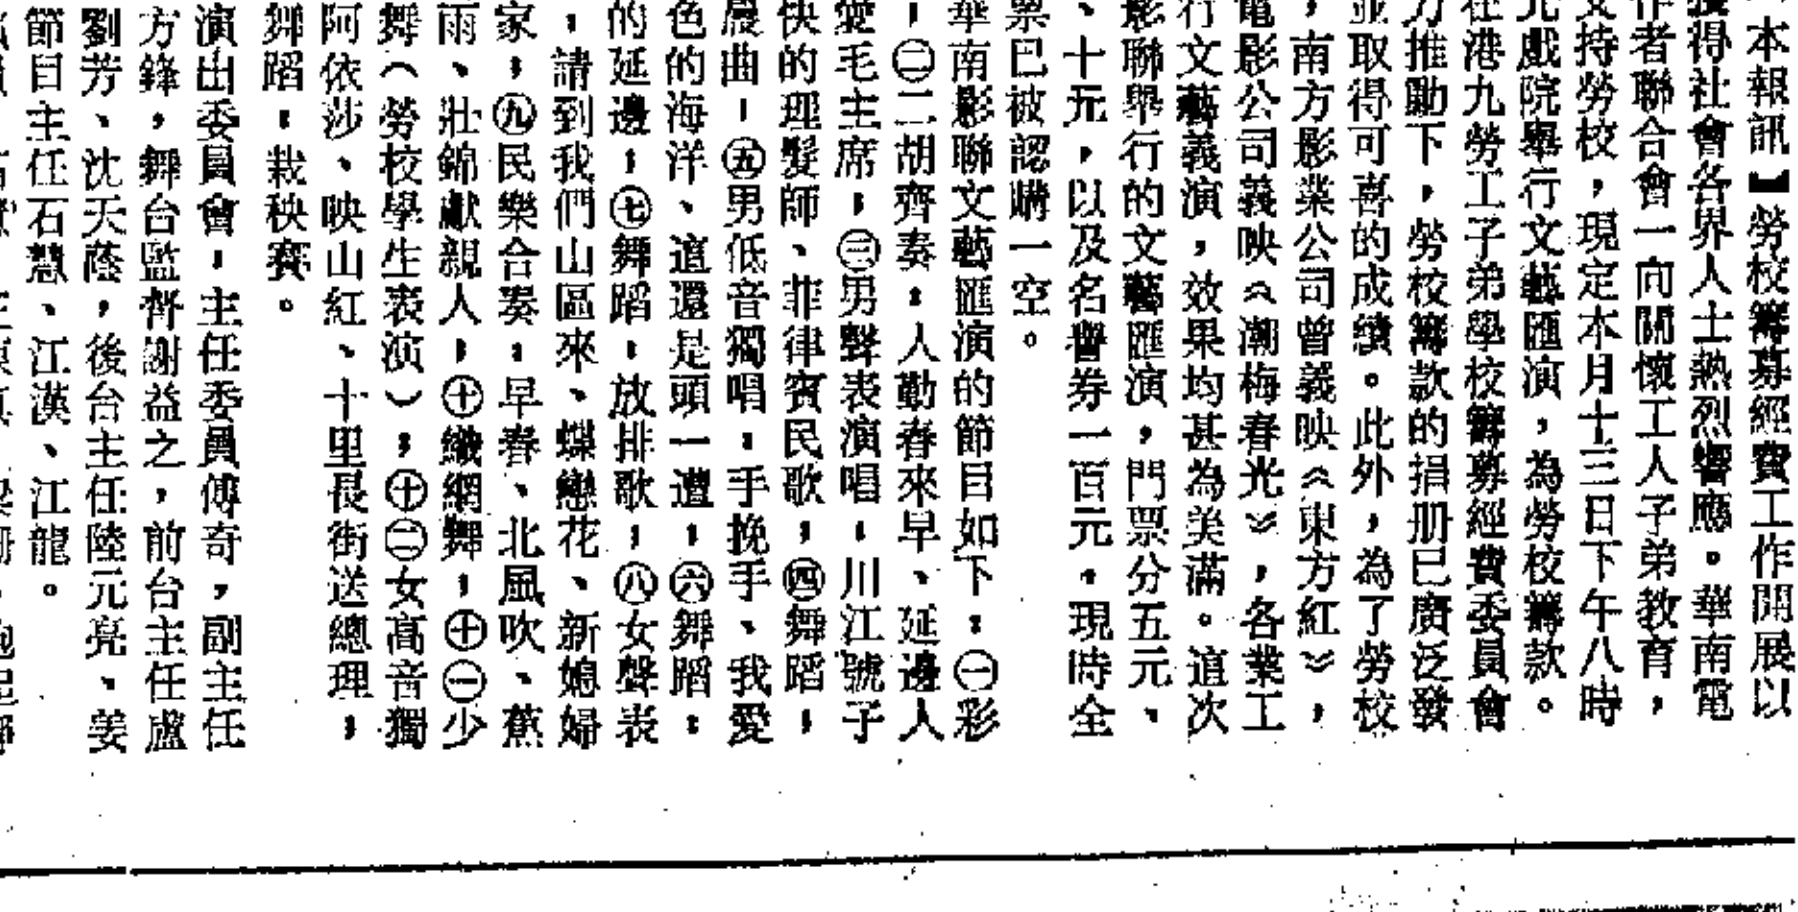 本報訊】勞校籌募經費工作開展以
獲得社會各界人士熱烈響應。華南電
作者聯合會一向關懷工人子弟教育，
支持勞校，現定本月十三日下午八時
元戲院舉行文藝匯演，為勞校籌款。
在港九勞工子弟學校籌募經費委員會
力推動下，勞校籌款的捐册已廣泛發
並取得可喜的成績。此外，為了勞校
，南方影業公司曾義映《東方紅》，
電影公司義映《潮梅春光》，各業工
行文藝義演，效果均甚為美滿。這次
影聯舉行的文藝匯演，門票分五元、
、十元，以及名譽券一百元。現時全
票已被認購一空。
華南影聯文藝匯演的節目如下：㊀彩
，㊁二胡齊奏：人勤春來早、延邊人
愛毛主席，㊂男聲表演唱：川江號子
快的理髮師、菲律賓民歌，㊃舞蹈，
晨曲，㊄男低音獨唱：手挽手、我愛
色的海洋、這還是頭一遭，㊅舞蹈：
的延邊，㊆舞蹈：放排歌，㊇女聲表
：請到我們山區來、蝶戀花、新媳婦
家，㊈民樂合奏：早春、北風吹、蕉
雨、壯錦獻親人，㊉織網舞，(十一)少
舞（勞校學生表演），(十二)女高音獨
阿依莎、映山紅、十里長街送總理，
舞蹈：栽秧賽。
演出委員會：主任委員傅奇，副主任
方鋒，舞台監督謝益之，前台主任盧
劉芳、沈天蔭，後台主任陸元亮、姜
節目主任石慧、江漢、江龍。